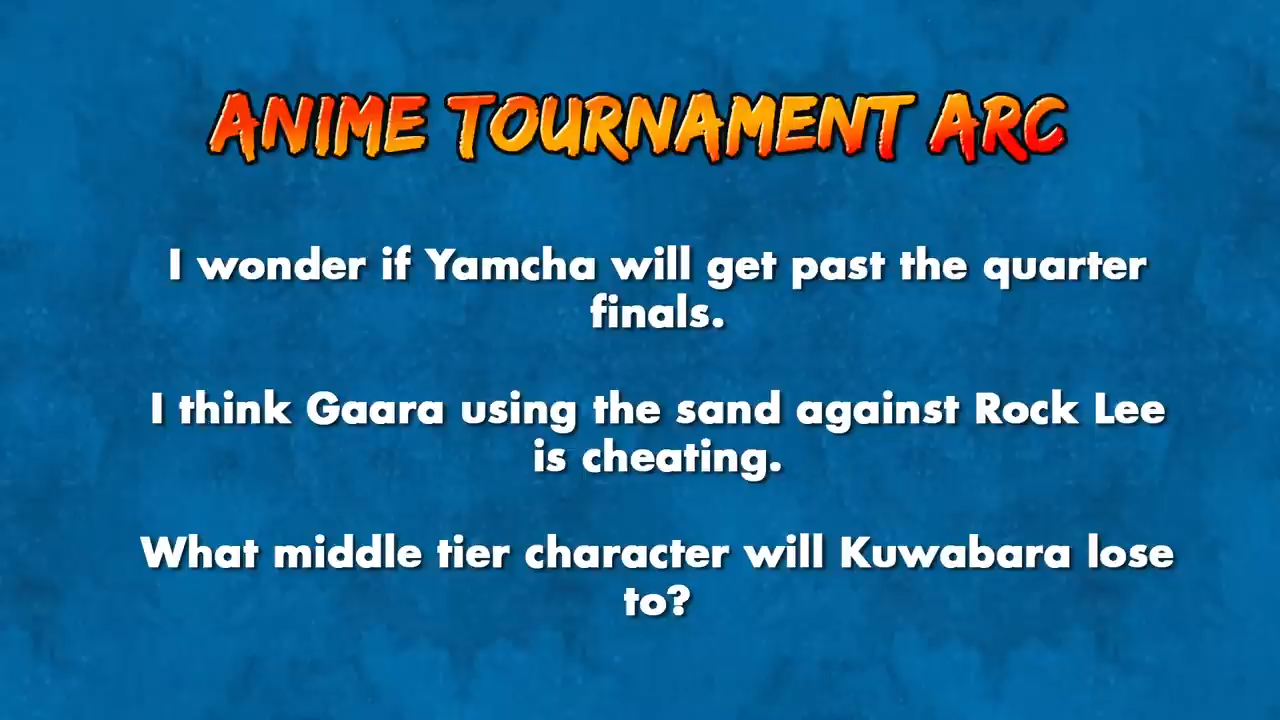 ANIME TOURNAMENT ARC
I wonder if Yamcha will get past the quarter
finals.
I think Gaara using the sand against Rock Lee
is cheating.
What middle tier character will Kuwabara lose
to?